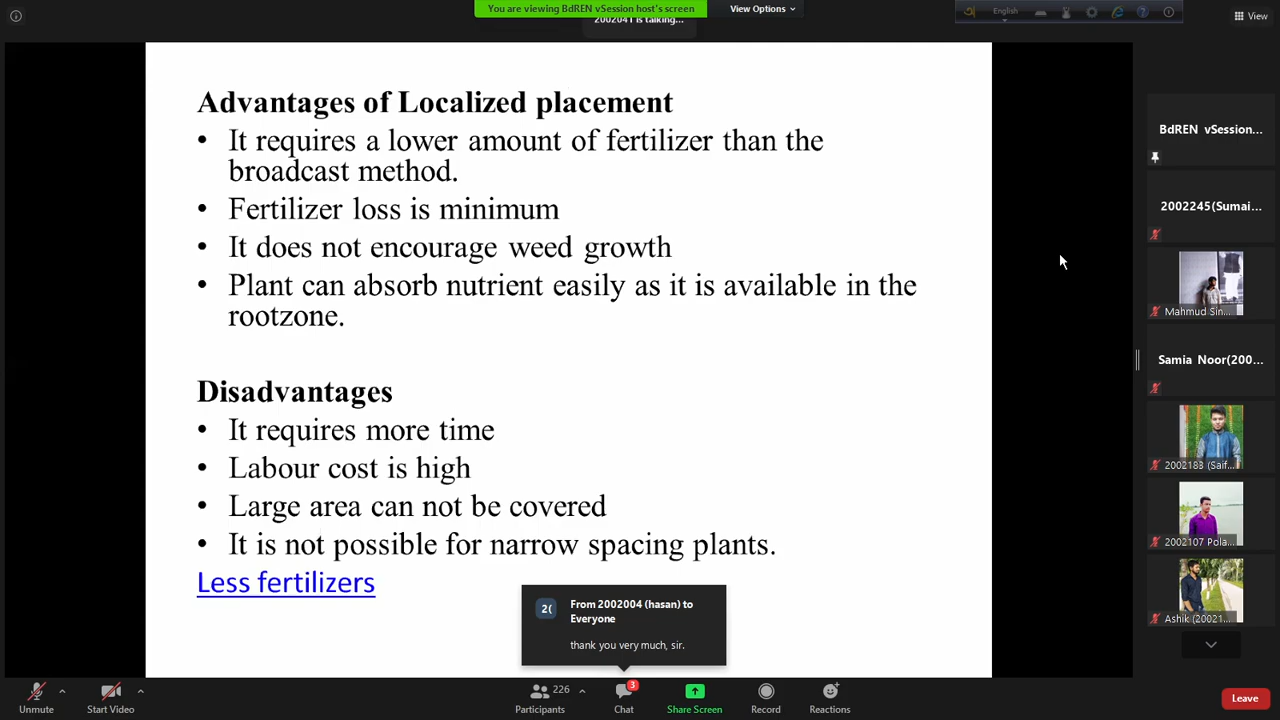 You are viewing BdREN vSession host's screen
View Options
2002041 is talking...
English
View
Advantages of Localized placement
• It requires a lower amount of fertilizer than the
broadcast method.
• Fertilizer loss is minimum
• It does not encourage weed growth
• Plant can absorb nutrient easily as it is available in the
rootzone.
Disadvantages
• It requires more time
• Labour cost is high
• Large area can not be covered
• It is not possible for narrow spacing plants.
Less fertilizers
BdREN vSession...
2002245(Sumai...
Mahmud Sin...
Samia Noor(200...
2002183 (Saif...
2002107 Pola...
Ashik (20021...
2(
From 2002004 (hasan) to
Everyone
thank you very much, sir.
Unmute
Start Video
226
Participants
3
Chat
Share Screen
Record
Reactions
Leave